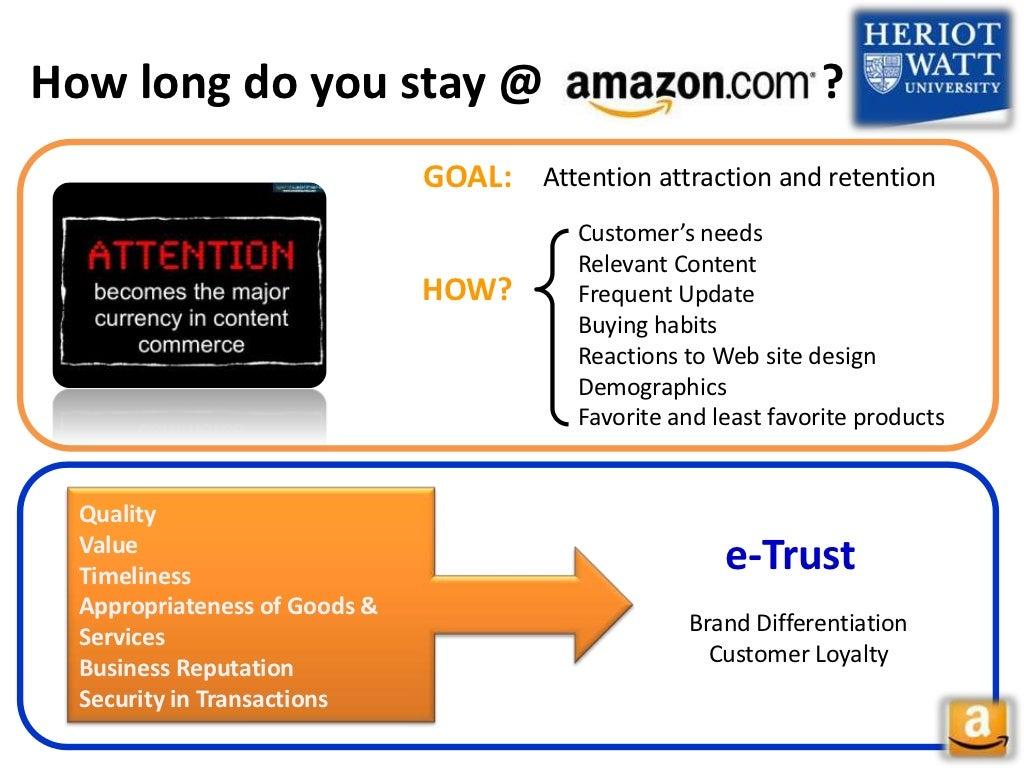 How long do you stay @ amazon.com® ?
HERIOT
WATT
UNIVERSITY
GOAL: Attention attraction and retention
ATTENTION
becomes the major
currency in content
commerce
HOW?
Customer’s needs
Relevant Content
Frequent Update
Buying habits
Reactions to Web site design
Demographics
Favorite and least favorite products
Quality
Value
Timeliness
Appropriateness of Goods &
Services
Business Reputation
Security in Transactions
e-Trust
Brand Differentiation
Customer Loyalty
a